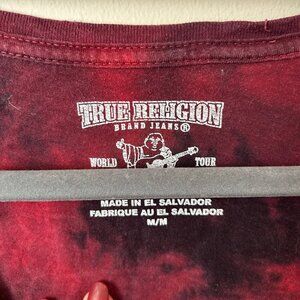 TRUE RELIGION
BRAND JEANS®
WORLD TOUR
MADE IN EL SALVADOR
FABRIQUE AU EL SALVADOR
M/M